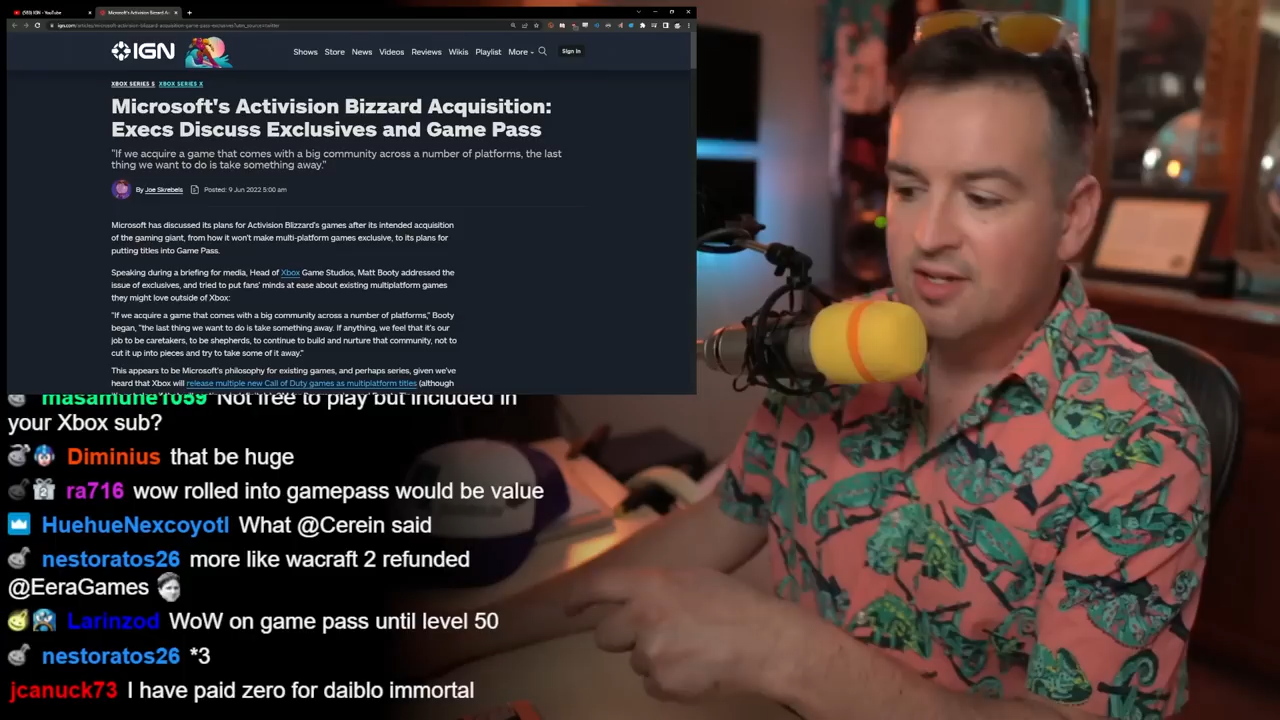 (593) IGN - YouTube
Microsoft's Activision Bizzard Ac
IGN
Shows Store News Videos Reviews Wikis Playlist More
Sign In
XBOX SERIES S XBOX SERIES X
Microsoft's Activision Bizzard Acquisition:
Execs Discuss Exclusives and Game Pass
"If we acquire a game that comes with a big community across a number of platforms, the last
thing we want to do is take something away."
By Joe Skrebels Posted: 9 Jun 2022 5:00 am
Microsoft has discussed its plans for Activision Blizzard's games after its intended acquisition
of the gaming giant, from how it won't make multi-platform games exclusive, to its plans for
putting titles into Game Pass.
Speaking during a briefing for media, Head of Xbox Game Studios, Matt Booty addressed the
issue of exclusives, and tried to put fans' minds at ease about existing multiplatform games
they might love outside of Xbox:
"If we acquire a game that comes with a big community across a number of platforms," Booty
began, "the last thing we want to do is take something away. If anything, we feel that it's our
job to be caretakers, to be shepherds, to continue to build and nurture that community, not to
cut it up into pieces and try to take some of it away."
This appears to be Microsoft's philosophy for existing games, and perhaps series, given we've
heard that Xbox will release multiple new Call of Duty games as multiplatform titles (although
masamune1059 Not free to play but included in
your Xbox sub?
Diminius that be huge
ra716 wow rolled into gamepass would be value
HuehueNexcoyotl What @Cerein said
nestoratos26 more like wacraft 2 refunded
@EeraGames
Larinzod WoW on game pass until level 50
nestoratos26 *3
jcanuck73 I have paid zero for daiblo immortal